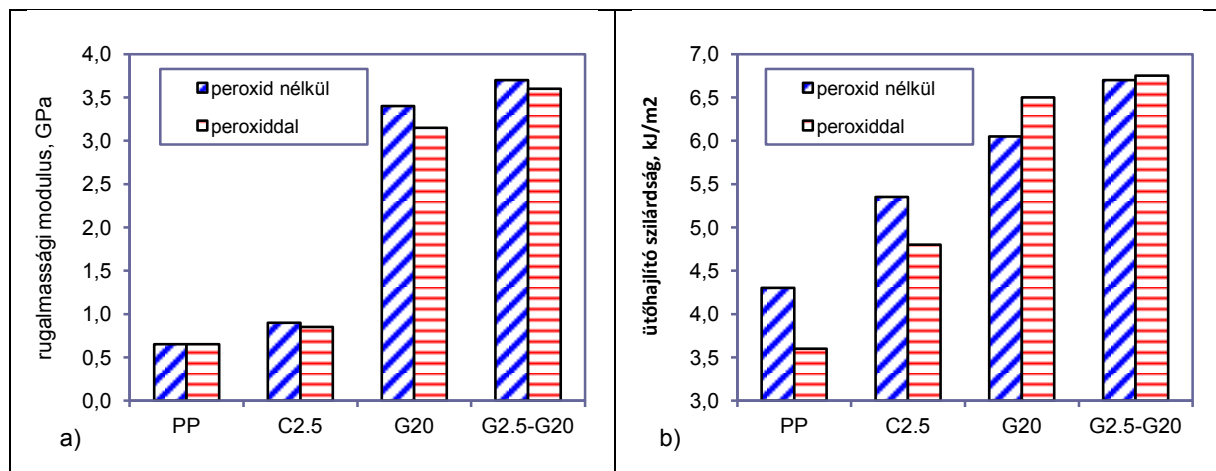 4,0
3,5
3,0
2,5
2,0
1,5
1,0
0,5
0,0
rugalmassági modulus, GPa
peroxid nélkül
peroxiddal
PP C2.5 G20 G2.5-G20
a)
7,0
6,5
6,0
5,5
5,0
4,5
4,0
3,5
3,0
ütőhajlító szilárdság, kJ/m2
peroxid nélkül
peroxiddal
PP C2.5 G20 G2.5-G20
b)